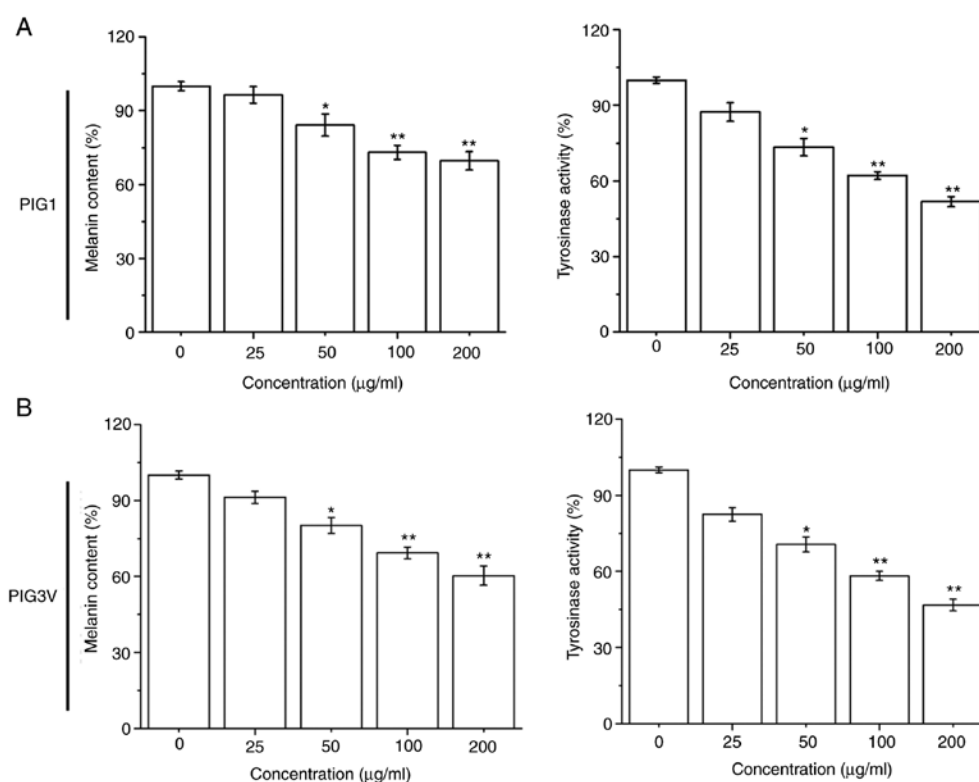 A
PIG1
Melanin content (%)
120
90
60
30
0
*
**
**
0 25 50 100 200
Concentration (µg/ml)
Tyrosinase activity (%)
120
90
60
30
0
*
**
**
0 25 50 100 200
Concentration (µg/ml)
B
PIG3V
Melanin content (%)
120
90
60
30
0
*
**
**
0 25 50 100 200
Concentration (µg/ml)
Tyrosinase activity (%)
120
90
60
30
0
*
**
**
0 25 50 100 200
Concentration (µg/ml)